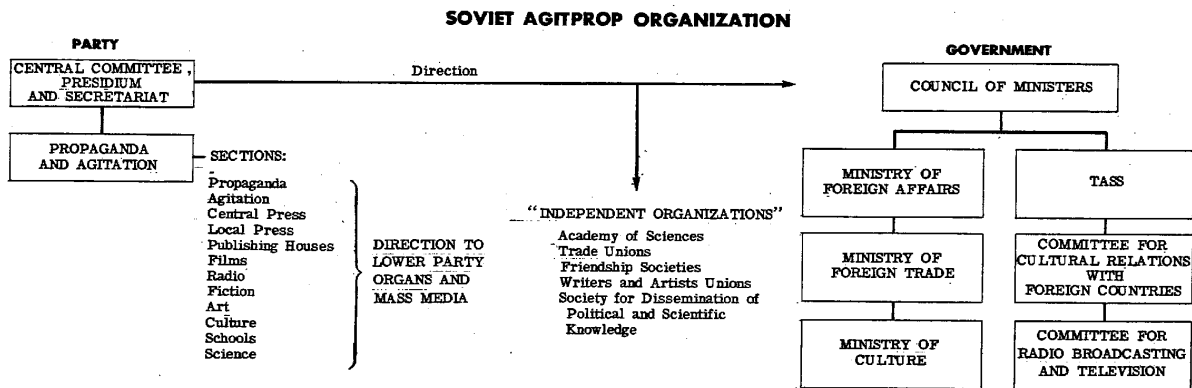 SOVIET AGITPROP ORGANIZATION
PARTY
CENTRAL COMMITTEE,
PRESIDIUM
AND SECRETARIAT
PROPAGANDA
AND AGITATION
SECTIONS:
Propaganda
Agitation
Central Press
Local Press
Publishing Houses
Films
Radio
Fiction
Art
Culture
Schools
Science
DIRECTION TO
LOWER PARTY
ORGANS AND
MASS MEDIA
Direction
"INDEPENDENT ORGANIZATIONS"
Academy of Sciences
Trade Unions
Friendship Societies
Writers and Artists Unions
Society for Dissemination of
Political and Scientific
Knowledge
GOVERNMENT
COUNCIL OF MINISTERS
MINISTRY OF
FOREIGN AFFAIRS
MINISTRY OF
FOREIGN TRADE
MINISTRY OF
CULTURE
TASS
COMMITTEE FOR
CULTURAL RELATIONS
WITH
FOREIGN COUNTRIES
COMMITTEE FOR
RADIO BROADCASTING
AND TELEVISION